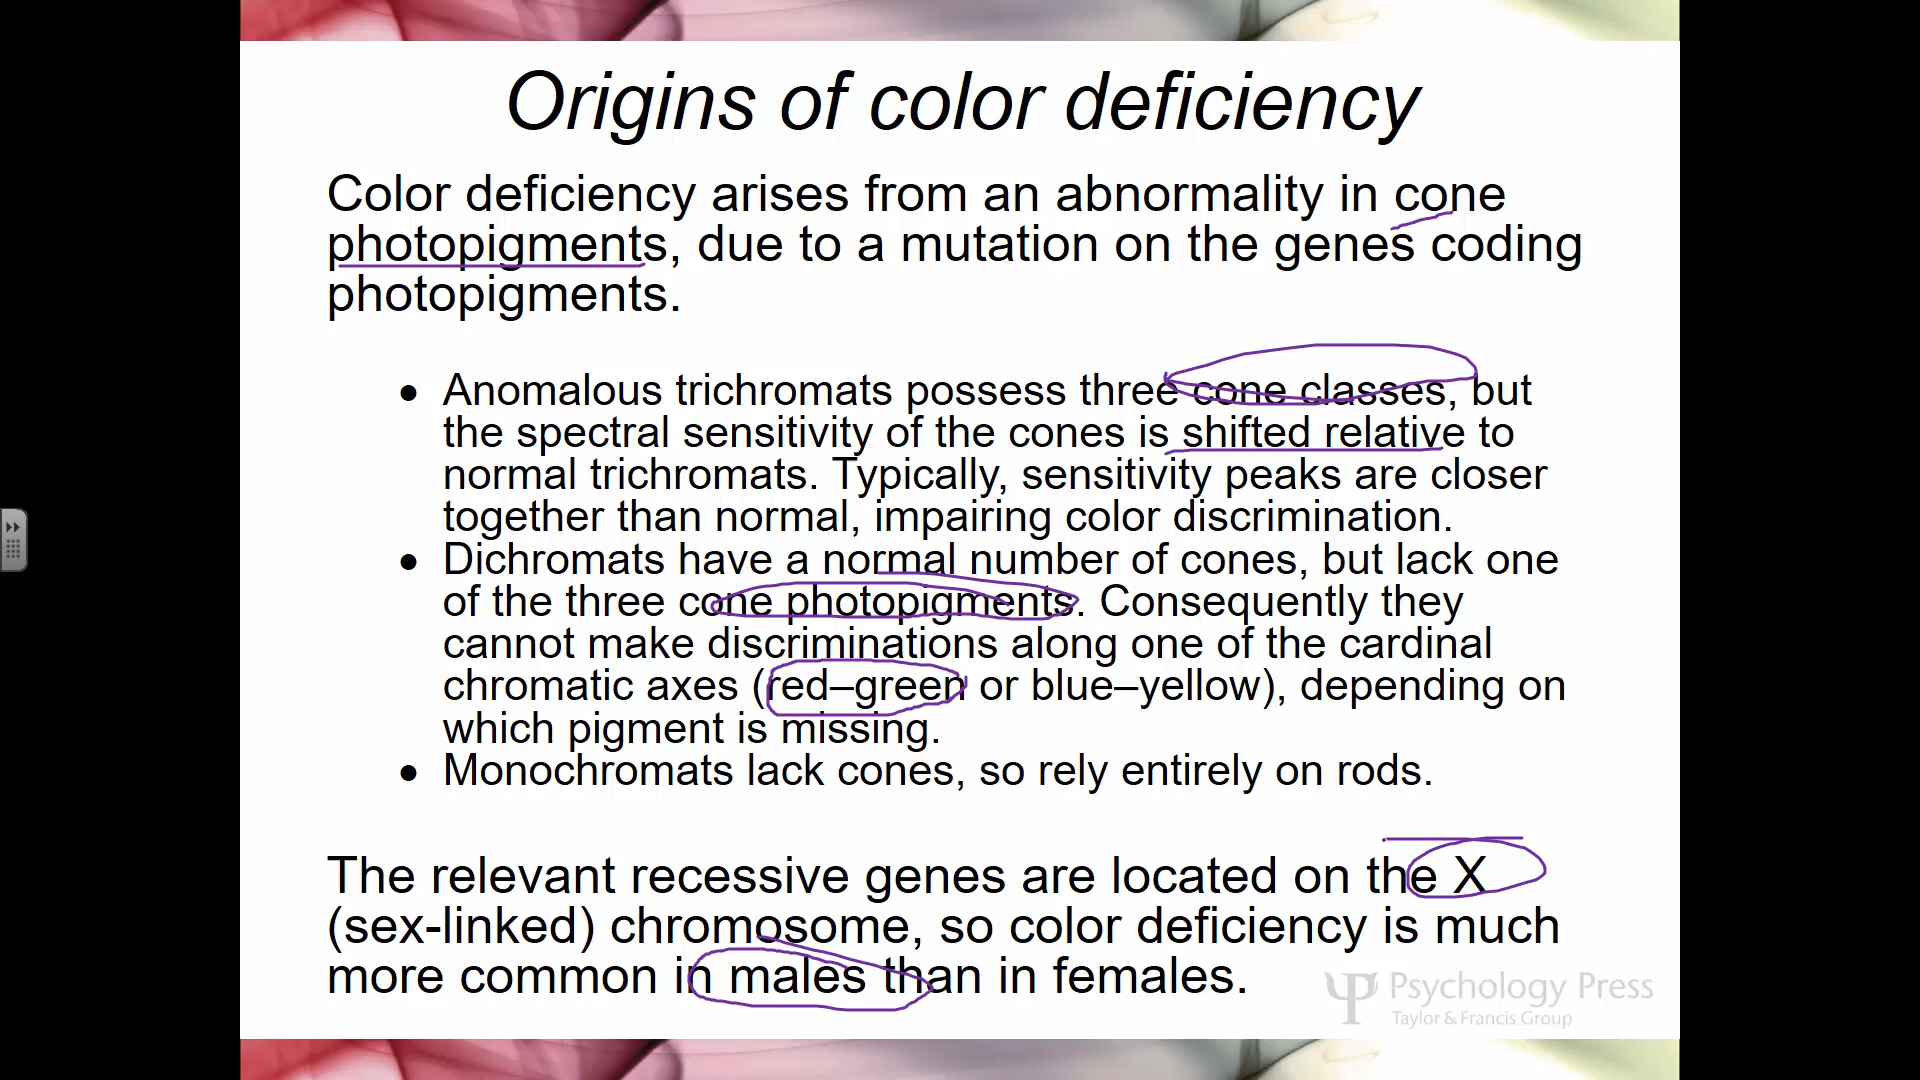 Origins of color deficiency
Color deficiency arises from an abnormality in cone
photopigments, due to a mutation on the genes coding
photopigments.
● Anomalous trichromats possess three cone classes, but
the spectral sensitivity of the cones is shifted relative to
normal trichromats. Typically, sensitivity peaks are closer
together than normal, impairing color discrimination.
● Dichromats have a normal number of cones, but lack one
of the three cone photopigments. Consequently they
cannot make discriminations along one of the cardinal
chromatic axes (red–green or blue–yellow), depending on
which pigment is missing.
● Monochromats lack cones, so rely entirely on rods.
The relevant recessive genes are located on the X
(sex-linked) chromosome, so color deficiency is much
more common in males than in females.
Psychology Press
Taylor & Francis Group